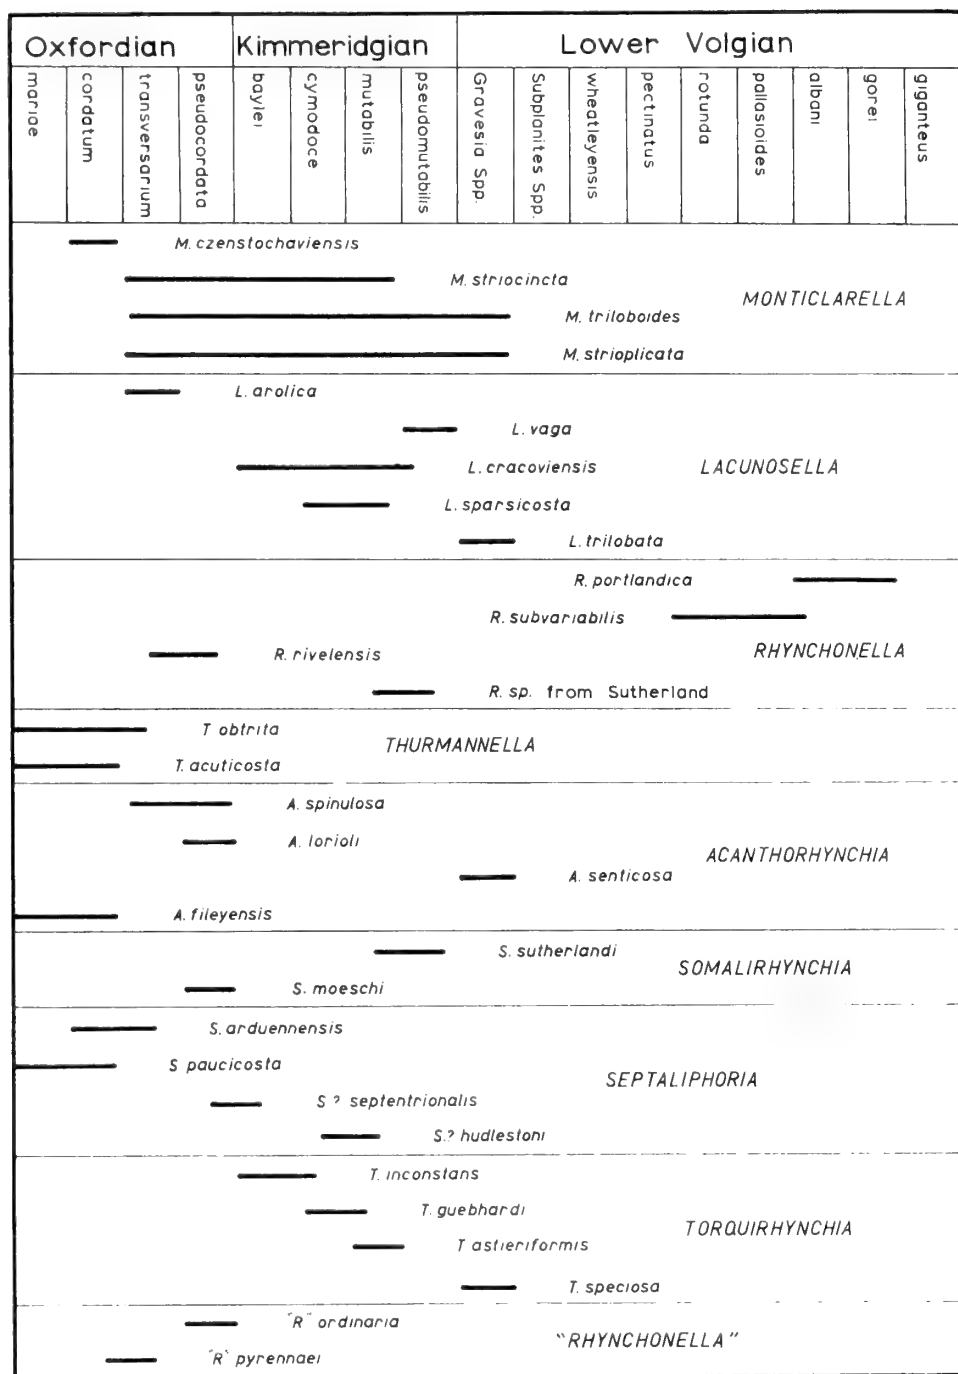 Oxfordian Kimmeridgian Lower Volgian
mariae cordatum transversarium pseudocordata baylei cymodoce mutabilis pseudomutabilis Gravesia Spp. Subplanites Spp. wheatleyensis pectinatus rotunda pallasioides albani gorei giganteus
M. czenstochaviensis
M. striocincta
MONTICLARELLA
M. triloboides
M. strioplicata
L. arolica
L. vaga
L. cracoviensis LACUNOSELLA
L. sparsicosta
L. trilobata
R. portlandica
R. subvariabilis
R. rivelensis RHYNCHONELLA
R. sp. from Sutherland
T obtrita
THURMANNELLA
T. acuticosta
A. spinulosa
A. lorioli
ACANTHORHYNCHIA
A. senticosa
A. fileyensis
S. sutherlandi
SOMALIRHYNCHIA
S. moeschi
S. arduennensis
S paucicosta
SEPTALIPHORIA
S ? septentrionalis
S.? hudlestoni
T. inconstans
T. guebhardi
TORQUIRHYNCHIA
T astieriformis
T. speciosa
"R" ordinaria
"RHYNCHONELLA"
"R" pyrennaei